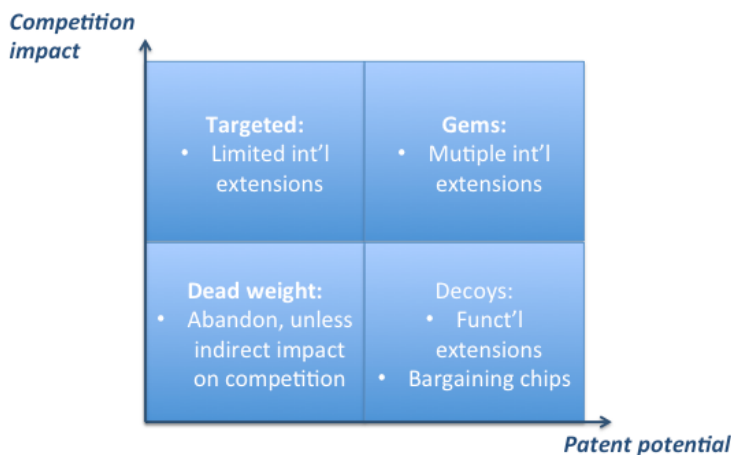 Competition
impact
Targeted:
• Limited int'l
extensions
Gems:
• Mutiple int'l
extensions
Dead weight:
• Abandon, unless
indirect impact
on competition
Decoys:
• Funct'l
extensions
• Bargaining chips
Patent potential